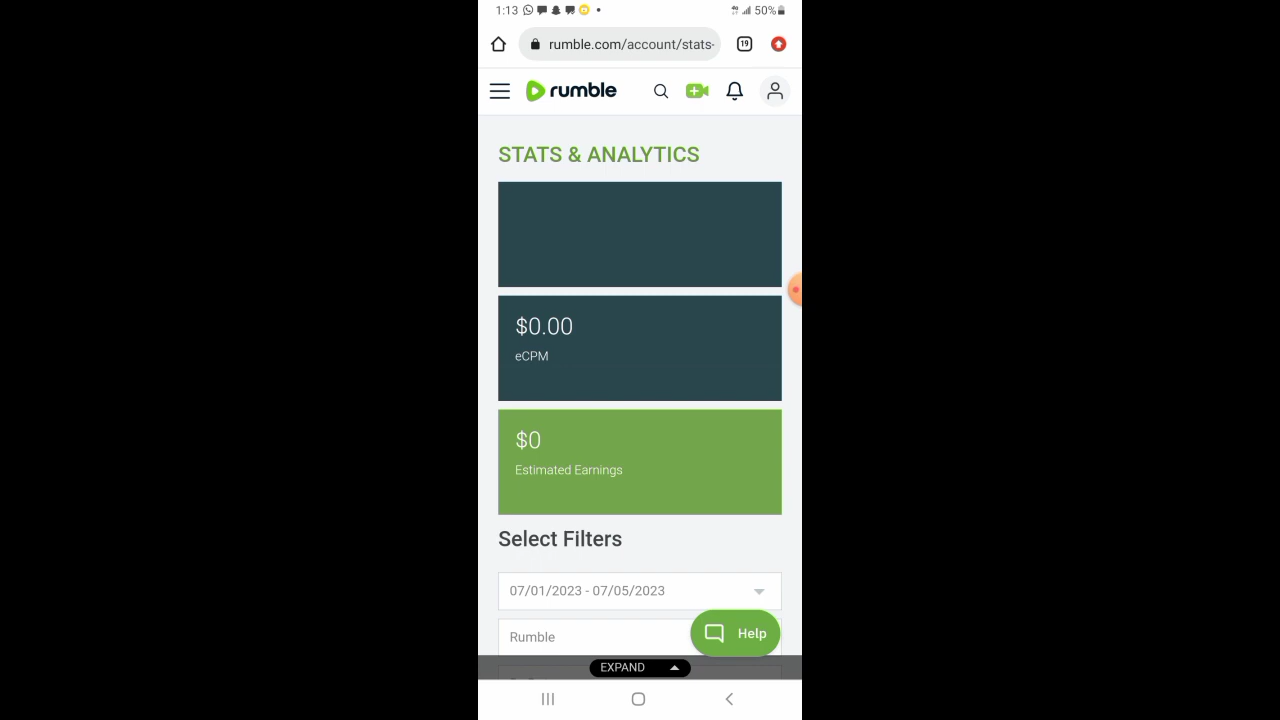 1:13 50%
rumble.com/account/stats-
19
rumble
STATS & ANALYTICS
$0.00
eCPM
$0
Estimated Earnings
Select Filters
07/01/2023 - 07/05/2023
Rumble
Help
EXPAND